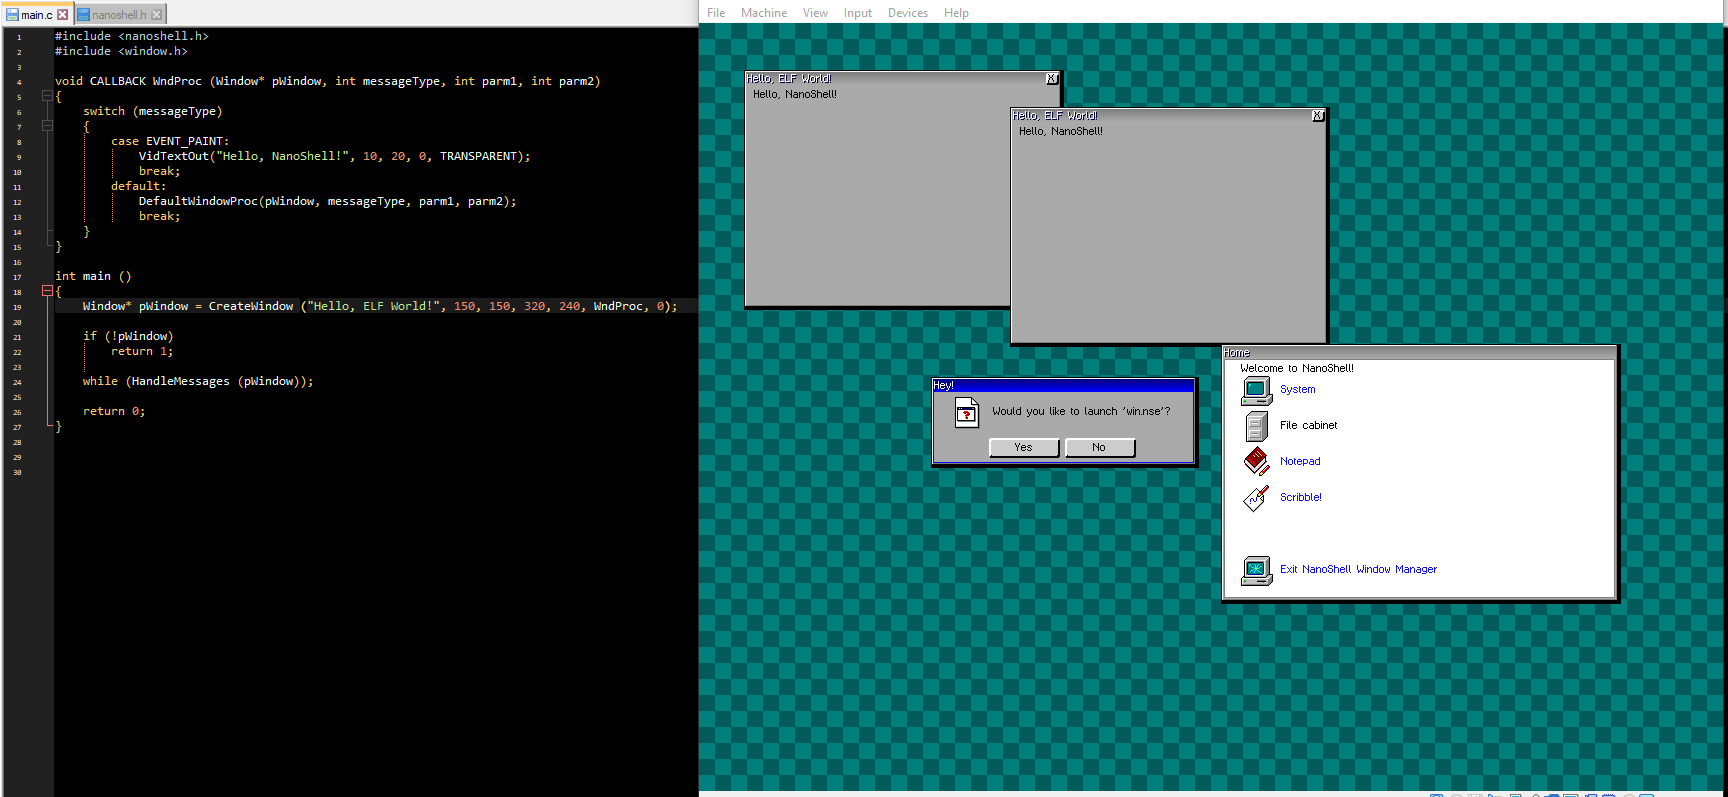 main.c
nanoshell.h
1 #include <nanoshell.h>
2 #include <window.h>
3
4 void CALLBACK WndProc (Window* pWindow, int messageType, int parm1, int parm2)
5 {
6 switch (messageType)
7 {
8 case EVENT_PAINT:
9 VidTextOut("Hello, NanoShell!", 10, 20, 0, TRANSPARENT);
10 break;
11 default:
12 DefaultWindowProc(pWindow, messageType, parm1, parm2);
13 break;
14 }
15 }
16
17 int main ()
18 {
19 Window* pWindow = CreateWindow ("Hello, ELF World!", 150, 150, 320, 240, WndProc, 0);
20
21 if (!pWindow)
22 return 1;
23
24 while (HandleMessages (pWindow));
25
26 return 0;
27 }
28
29
30
File Machine View Input Devices Help
Hello, ELF World! X
Hello, NanoShell!
Hello, ELF World! X
Hello, NanoShell!
Hey!
Would you like to launch 'win.nse'?
Yes No
Home
Welcome to NanoShell!
System
File cabinet
Notepad
Scribble!
Exit NanoShell Window Manager